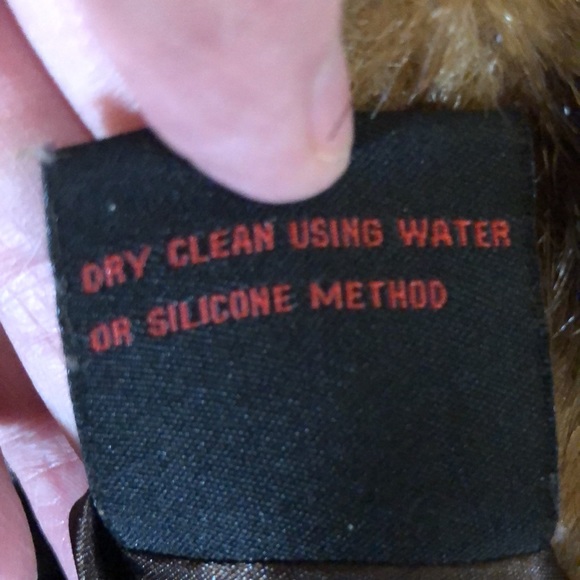 DRY CLEAN USING WATER
OR SILICONE METHOD